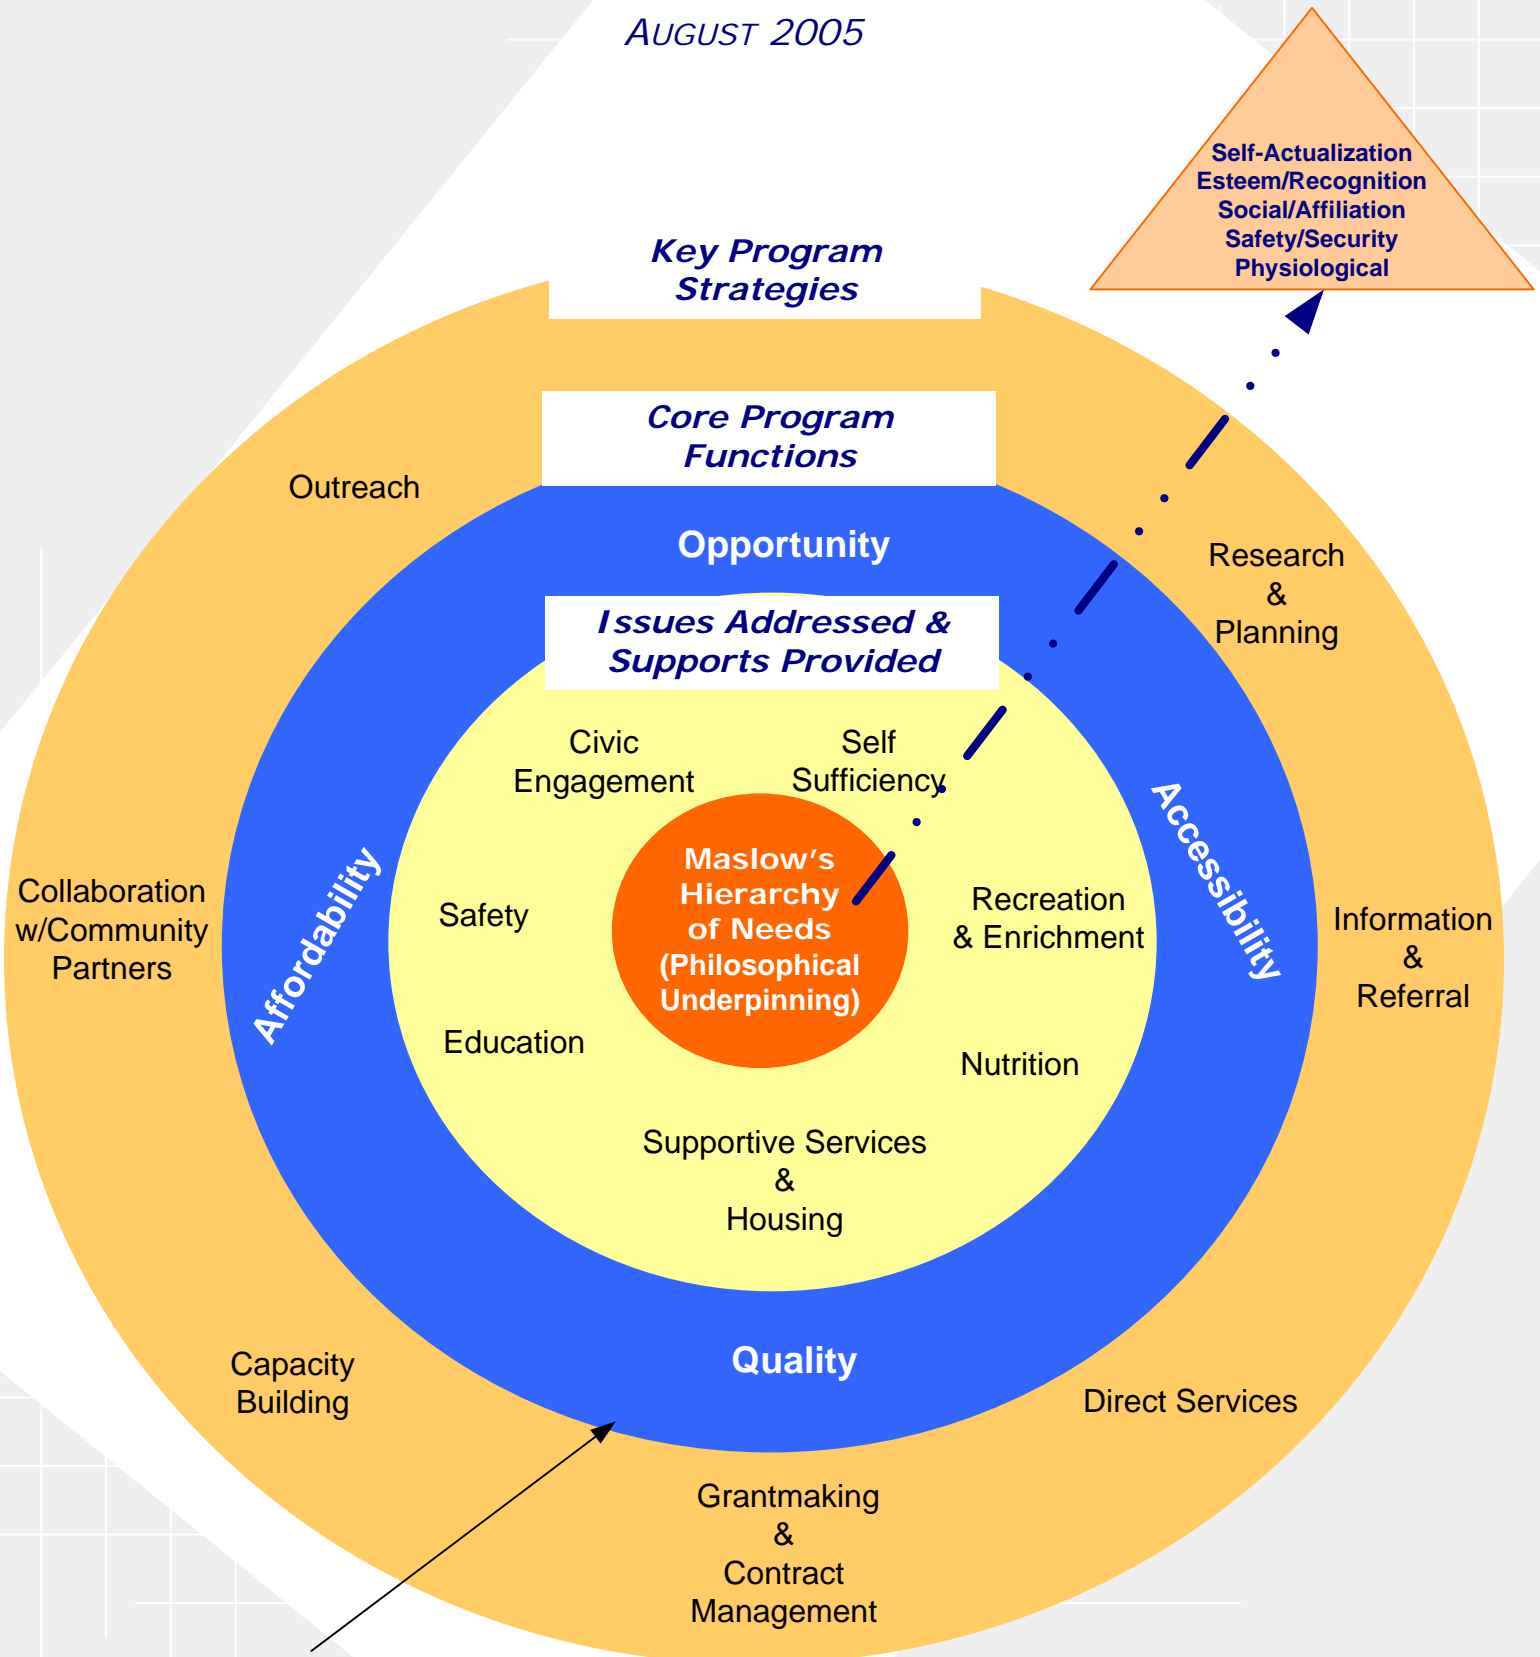 AUGUST 2005
Self-Actualization
Esteem/Recognition
Social/Affiliation
Safety/Security
Physiological
Key Program
Strategies
Core Program
Functions
Outreach
Opportunity
Research
&
Planning
Issues Addressed &
Supports Provided
Civic
Engagement
Self
Sufficiency
Accessibility
Affordability
Maslow's
Hierarchy
of Needs
(Philosophical
Underpinning)
Collaboration
w/Community
Partners
Safety
Recreation
& Enrichment
Information
&
Referral
Education
Nutrition
Supportive Services
&
Housing
Quality
Capacity
Building
Direct Services
Grantmaking
&
Contract
Management